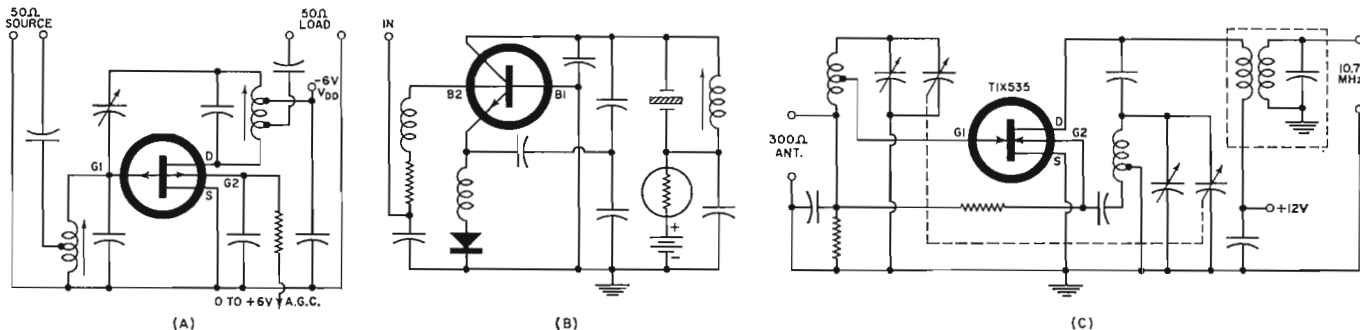 50Ω
SOURCE
50Ω
LOAD
-6V
VDD
G1
D
G2
S
0 TO +6V
A.G.C.
(A)
IN
B2
B1
+
-
(B)
300Ω
ANT.
TIX535
G1
D
G2
S
+12V
10.7
MHz
(C)